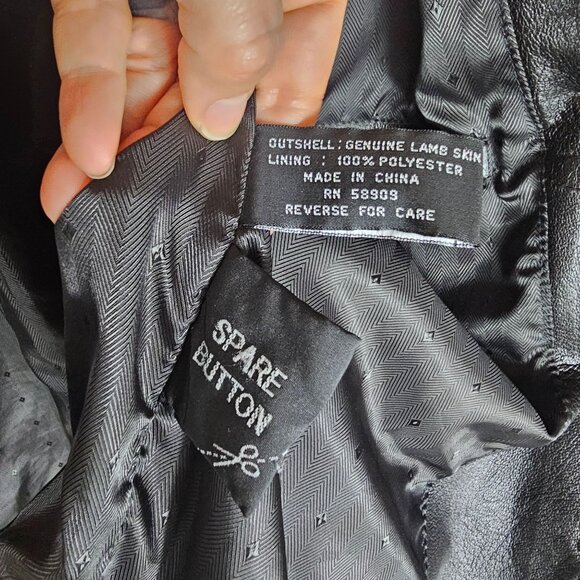 OUTSHELL : GENUINE LAMB SKIN
LINING : 100% POLYESTER
MADE IN CHINA
RN 58909
REVERSE FOR CARE
SPARE
BUTTON